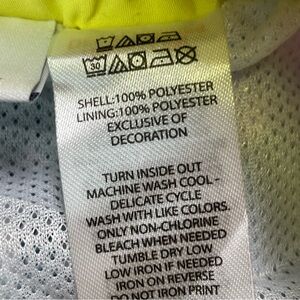 30
SHELL:100% POLYESTER
LINING:100% POLYESTER
EXCLUSIVE OF
DECORATION
TURN INSIDE OUT
MACHINE WASH COOL -
DELICATE CYCLE
WASH WITH LIKE COLORS.
ONLY NON-CHLORINE
BLEACH WHEN NEEDED
TUMBLE DRY LOW
LOW IRON IF NEEDED
IRON ON REVERSE
DO NOT IRON PRINT